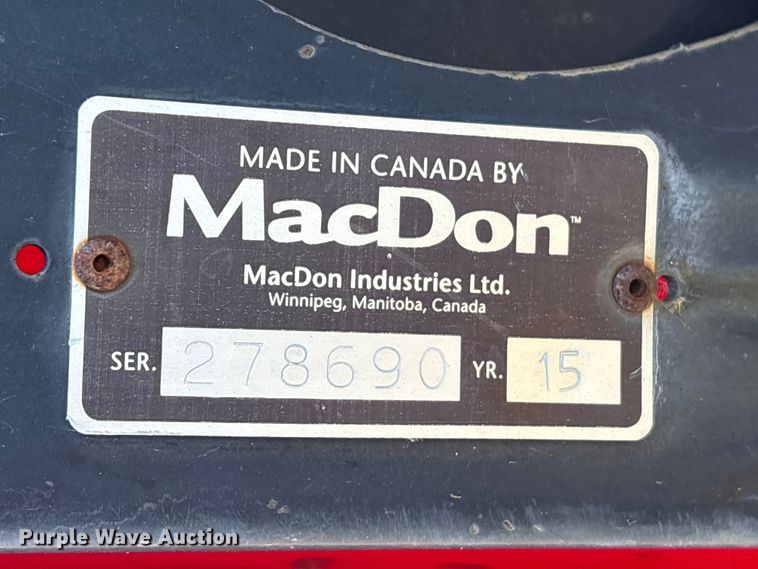 MADE IN CANADA BY
MacDon™
MacDon Industries Ltd.
Winnipeg, Manitoba, Canada
SER. 278690 YR. 15
Purple Wave Auction